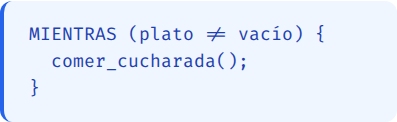 MIENTRAS (plato ≠ vacío) {
  comer_cucharada();
}